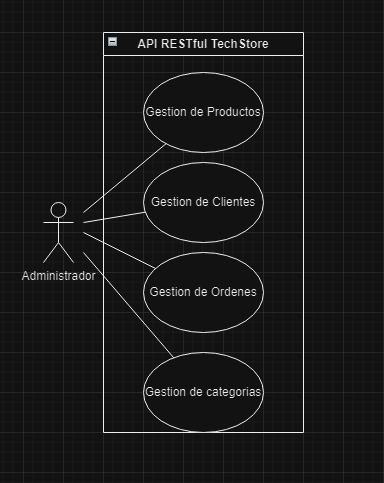 API RESTful TechStore
Gestion de Productos
Gestion de Clientes
Administrador
Gestion de Ordenes
Gestion de categorias